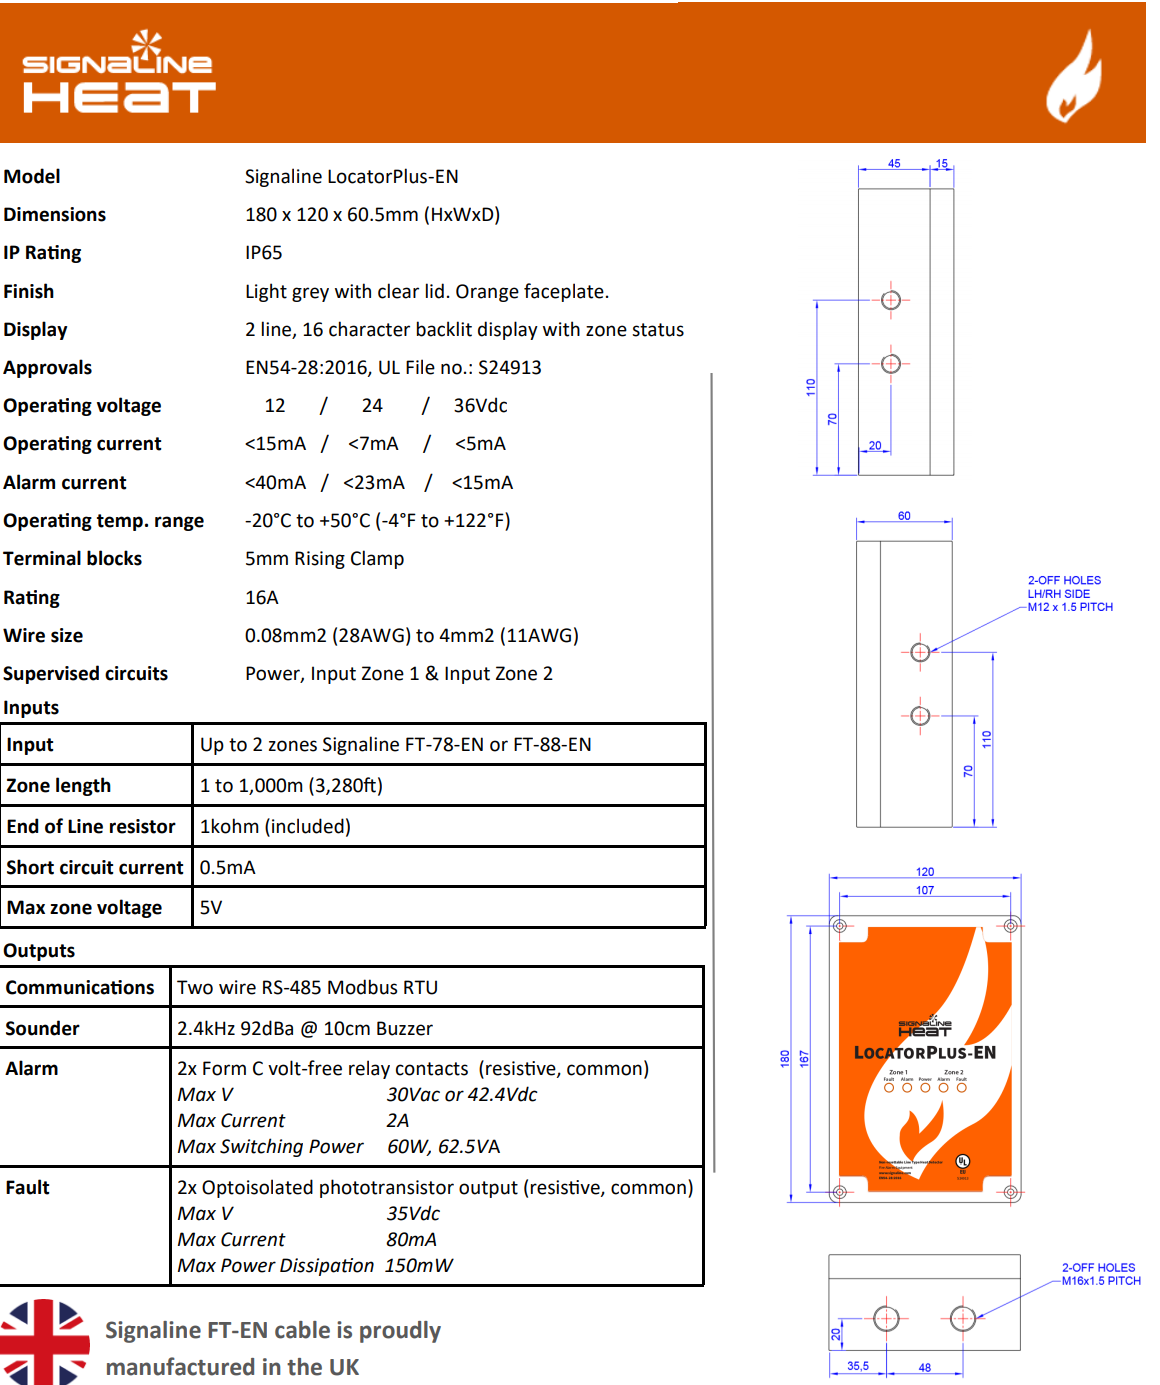 SIGNALINE
HEAT
Model Signaline LocatorPlus-EN
Dimensions 180 x 120 x 60.5mm (HxWxD)
IP Rating IP65
Finish Light grey with clear lid. Orange faceplate.
Display 2 line, 16 character backlit display with zone status
Approvals EN54-28:2016, UL File no.: S24913
Operating voltage 12 / 24 / 36Vdc
Operating current <15mA / <7mA / <5mA
Alarm current <40mA / <23mA / <15mA
Operating temp. range -20°C to +50°C (-4°F to +122°F)
Terminal blocks 5mm Rising Clamp
Rating 16A
Wire size 0.08mm2 (28AWG) to 4mm2 (11AWG)
Supervised circuits Power, Input Zone 1 & Input Zone 2
Inputs
Input Up to 2 zones Signaline FT-78-EN or FT-88-EN
Zone length 1 to 1,000m (3,280ft)
End of Line resistor 1kohm (included)
Short circuit current 0.5mA
Max zone voltage 5V
Outputs
Communications Two wire RS-485 Modbus RTU
Sounder 2.4kHz 92dBa @ 10cm Buzzer
Alarm 2x Form C volt-free relay contacts (resistive, common)
Max V 30Vac or 42.4Vdc
Max Current 2A
Max Switching Power 60W, 62.5VA
Fault 2x Optoisolated phototransistor output (resistive, common)
Max V 35Vdc
Max Current 80mA
Max Power Dissipation 150mW
Signaline FT-EN cable is proudly
manufactured in the UK
45 15
110
70
20
60
2-OFF HOLES
LH/RH SIDE
M12 x 1.5 PITCH
110
70
120
107
180
167
SIGNALINE
HEAT
LOCATORPLUS-EN
Zone 1 Zone 2
Fault Alarm Power Alarm Fault
UL
2-OFF HOLES
M16x1.5 PITCH
20
35,5 48